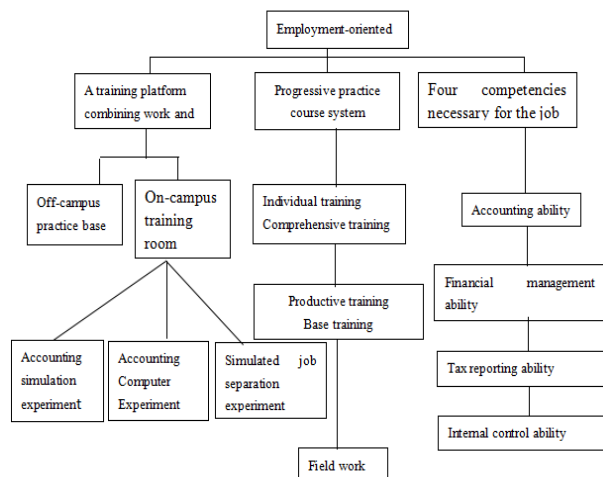 Employment-oriented
A training platform
combining work and
Progressive practice
course system
Four competencies
necessary for the job
Off-campus
practice base
On-campus
training
room
Individual training
Comprehensive training
Accounting ability
Financial management
ability
Productive training
Base training
Accounting
simulation
experiment
Accounting
Computer
Experiment
Simulated job
separation
experiment
Tax reporting ability
Internal control ability
Field work